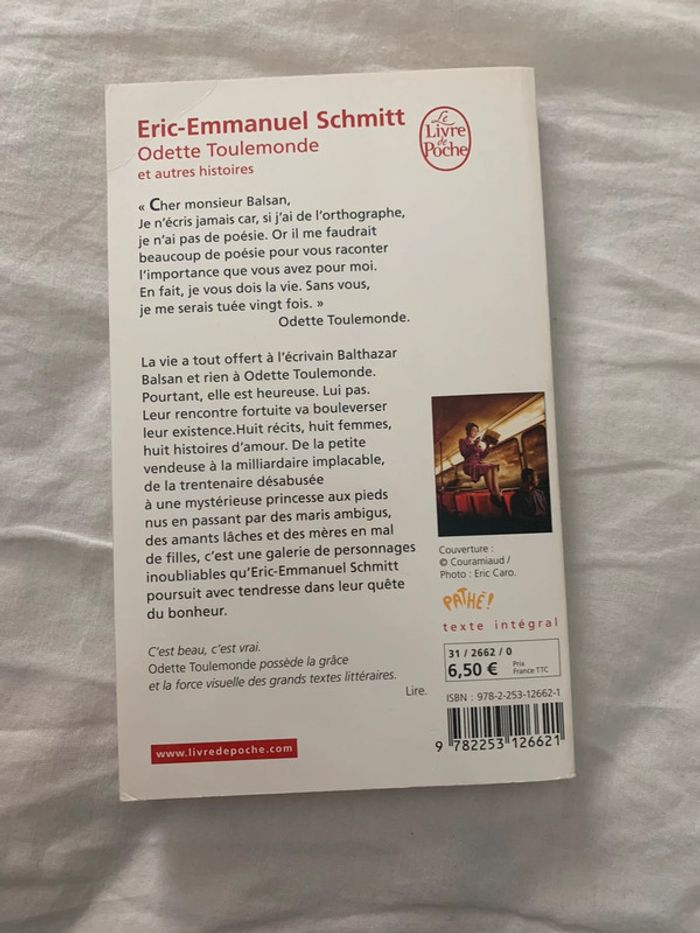 Eric-Emmanuel Schmitt
Odette Toulemonde
et autres histoires
Le
Livre
de
Poche
« Cher monsieur Balsan,
Je n'écris jamais car, si j'ai de l'orthographe,
je n'ai pas de poésie. Or il me faudrait
beaucoup de poésie pour vous raconter
l'importance que vous avez pour moi.
En fait, je vous dois la vie. Sans vous,
je me serais tuée vingt fois. »
Odette Toulemonde.
La vie a tout offert à l'écrivain Balthazar
Balsan et rien à Odette Toulemonde.
Pourtant, elle est heureuse. Lui pas.
Leur rencontre fortuite va bouleverser
leur existence.Huit récits, huit femmes,
huit histoires d'amour. De la petite
vendeuse à la milliardaire implacable,
de la trentenaire désabusée
à une mystérieuse princesse aux pieds
nus en passant par des maris ambigus,
des amants lâches et des mères en mal
de filles, c'est une galerie de personnages
inoubliables qu'Eric-Emmanuel Schmitt
poursuit avec tendresse dans leur quête
du bonheur.
C'est beau, c'est vrai.
Odette Toulemonde possède la grâce
et la force visuelle des grands textes littéraires.
Lire.
www.livredepoche.com
Couverture :
© Couramiaud /
Photo : Eric Caro.
PATHÉ!
texte intégral
31 / 2662 / 0
6,50 € Prix
France TTC
ISBN : 978-2-253-12662-1
9 782253 126621